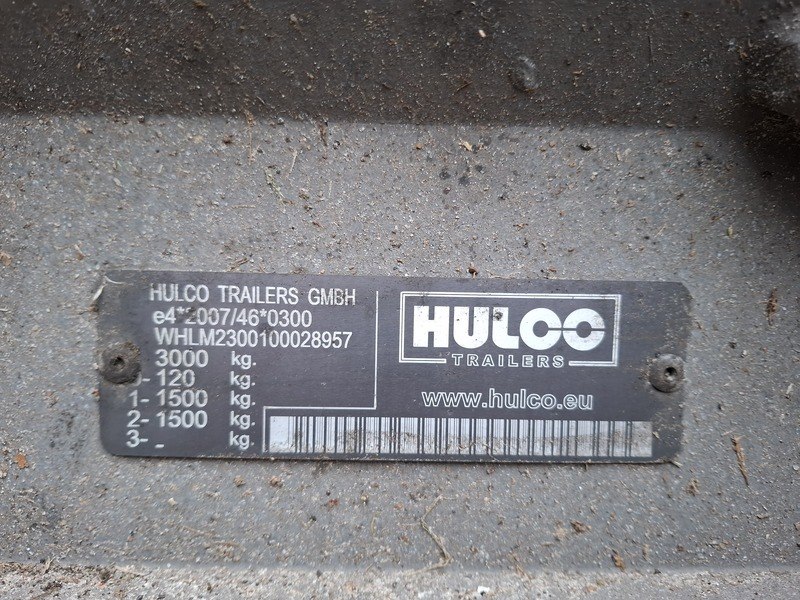 HULCO TRAILERS GMBH
e4*2007/46*0300
WHLM2300100028957
3000 kg.
0- 120 kg.
1- 1500 kg.
2- 1500 kg.
3- - kg.
HULCO
TRAILERS
www.hulco.eu